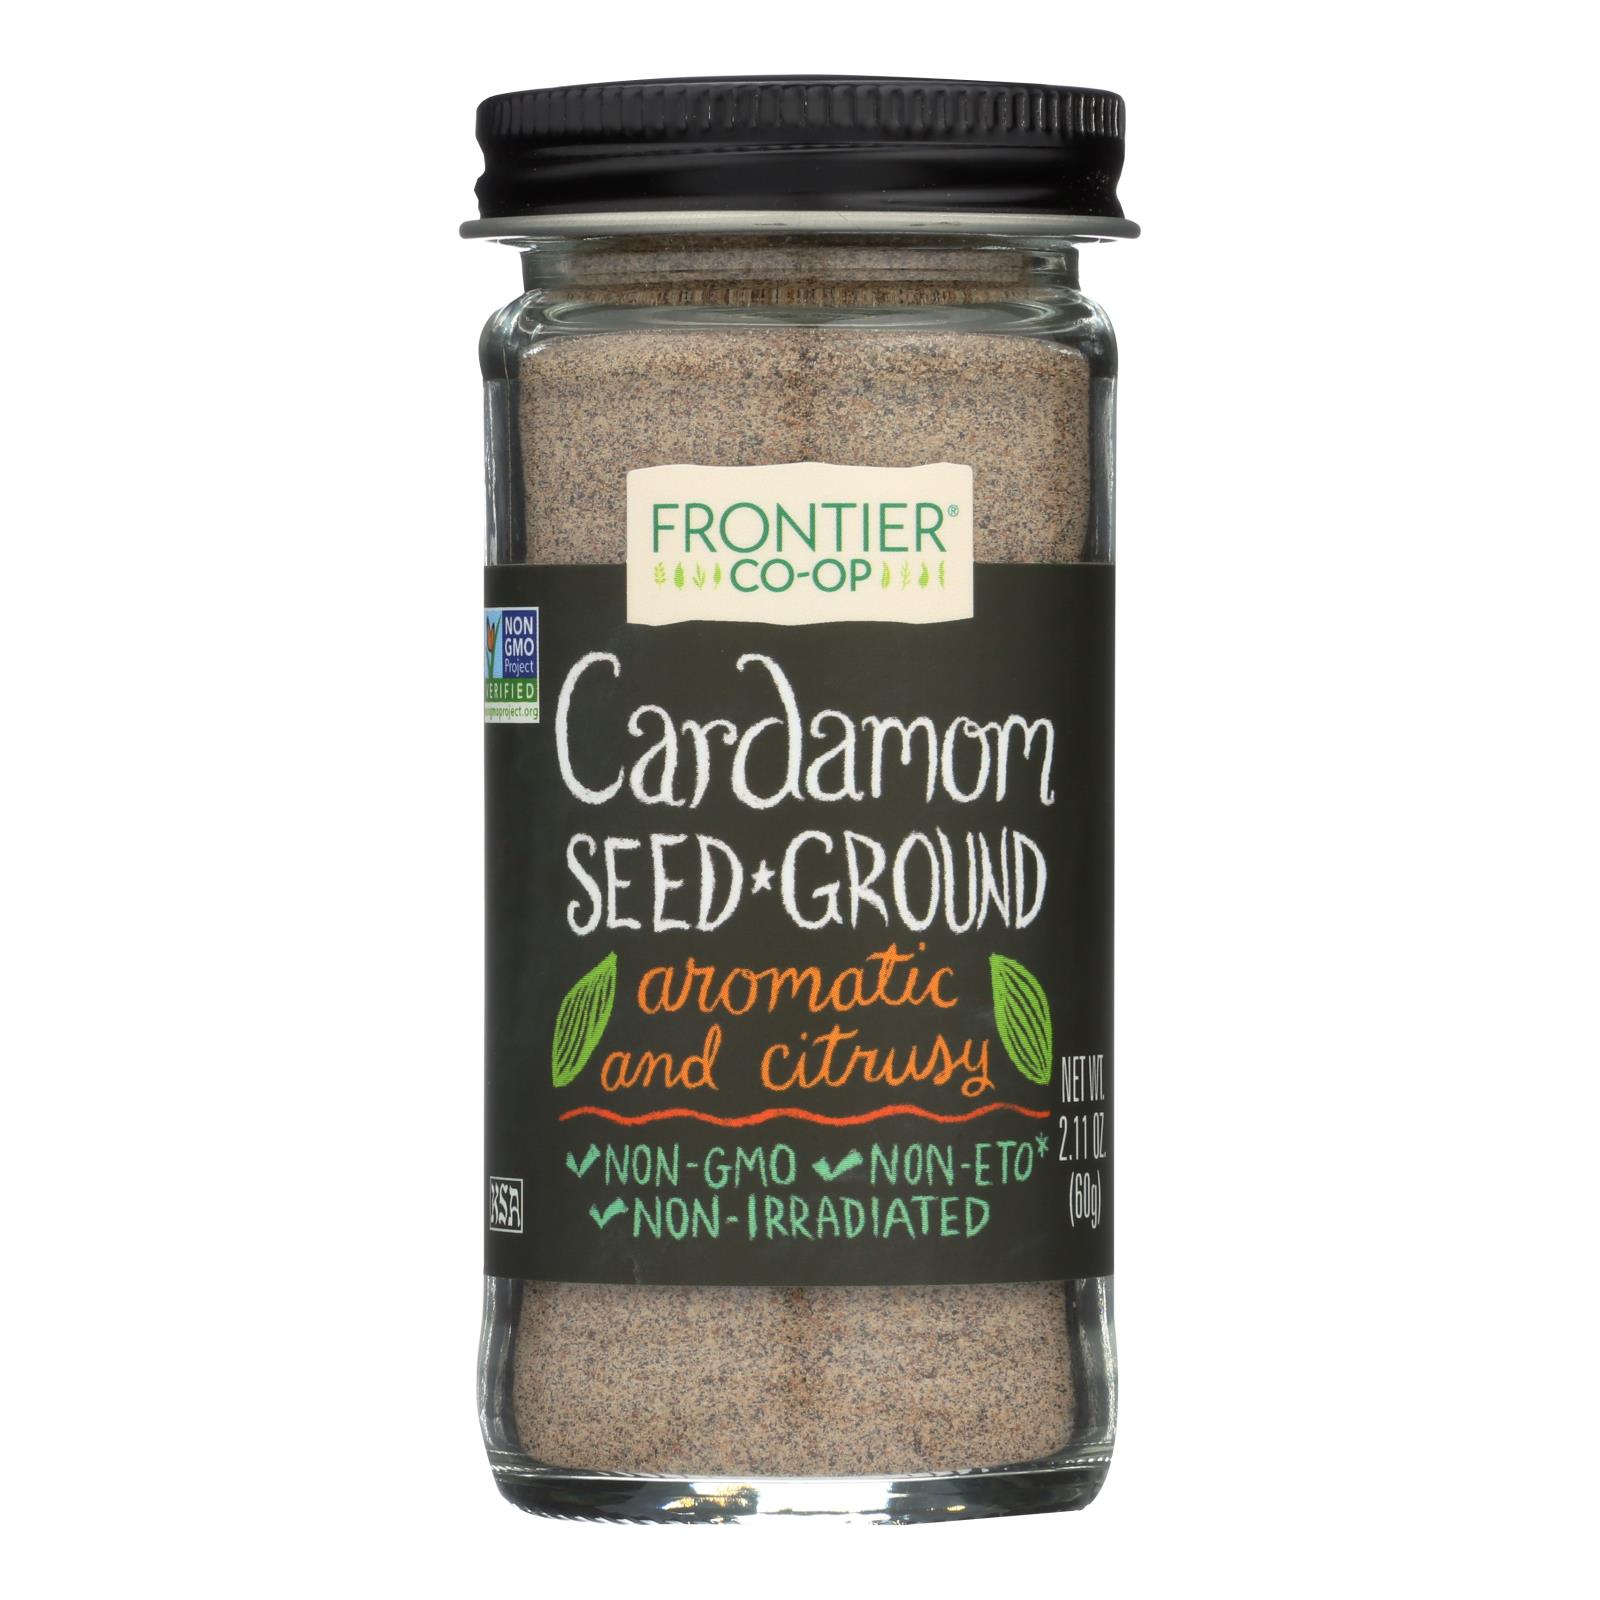 FRONTIER®
CO-OP
NON
GMO
Project
VERIFIED
Cardamom
SEED★GROUND
aromatic
and citrusy
✓NON-GMO ✓NON-ETO*
✓NON-IRRADIATED
NET WT.
2.11 OZ.
(60g)
KSA